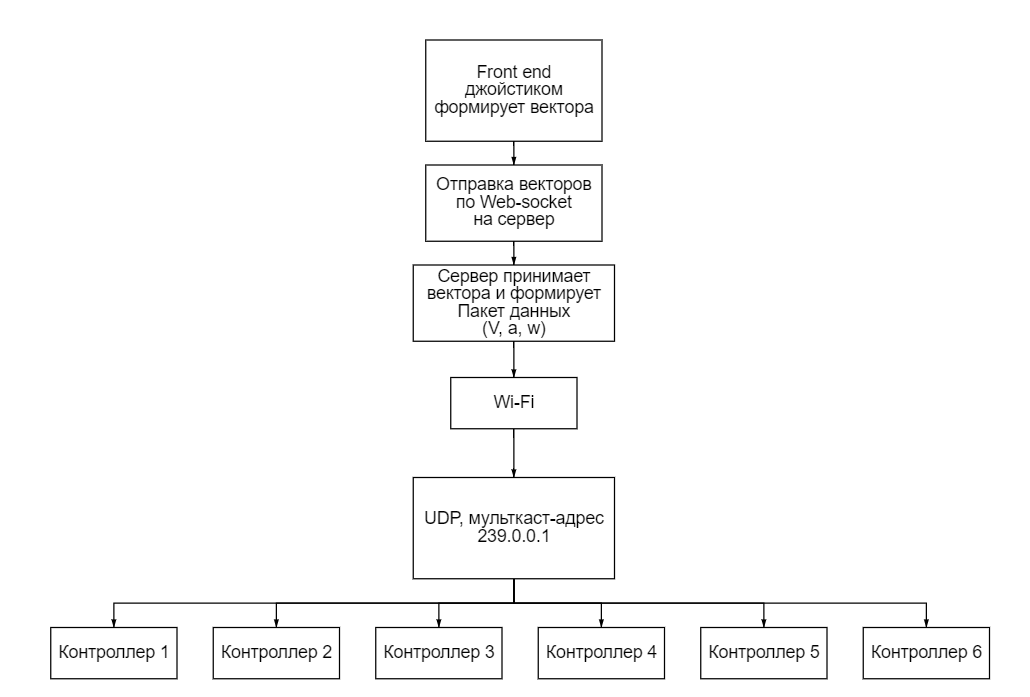 Front end
джойстиком
формирует вектора
Отправка векторов
по Web-socket
на сервер
Сервер принимает
вектора и формирует
Пакет данных
(V, a, w)
Wi-Fi
UDP, мульткаст-адрес
239.0.0.1
Контроллер 1
Контроллер 2
Контроллер 3
Контроллер 4
Контроллер 5
Контроллер 6